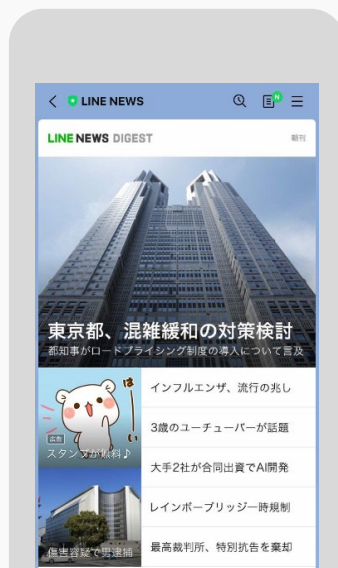 LINE NEWS
N
LINE NEWS DIGEST
朝刊
東京都、混雑緩和の対策検討
都知事がロードプライシング制度の導入について言及
は
ー
い
広告
スタンプが無料♪
傷害容疑で男逮捕
インフルエンザ、流行の兆し
3歳のユーチューバーが話題
大手2社が合同出資でAI開発
レインボーブリッジ一時規制
最高裁判所、特別抗告を棄却